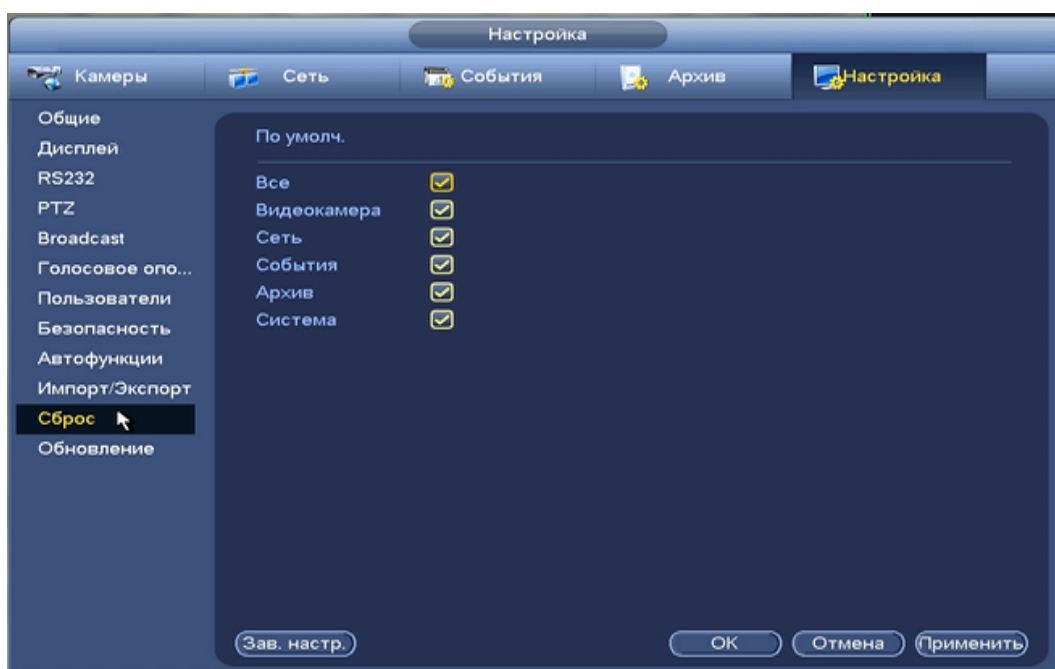 Настройка
Камеры Сеть События Архив Настройка
Общие
Дисплей
RS232
PTZ
Broadcast
Голосовое опо...
Пользователи
Безопасность
Автофункции
Импорт/Экспорт
Сброс
Обновление
По умолч.
Все
Видеокамера
Сеть
События
Архив
Система
Зав. настр. OK Отмена Применить